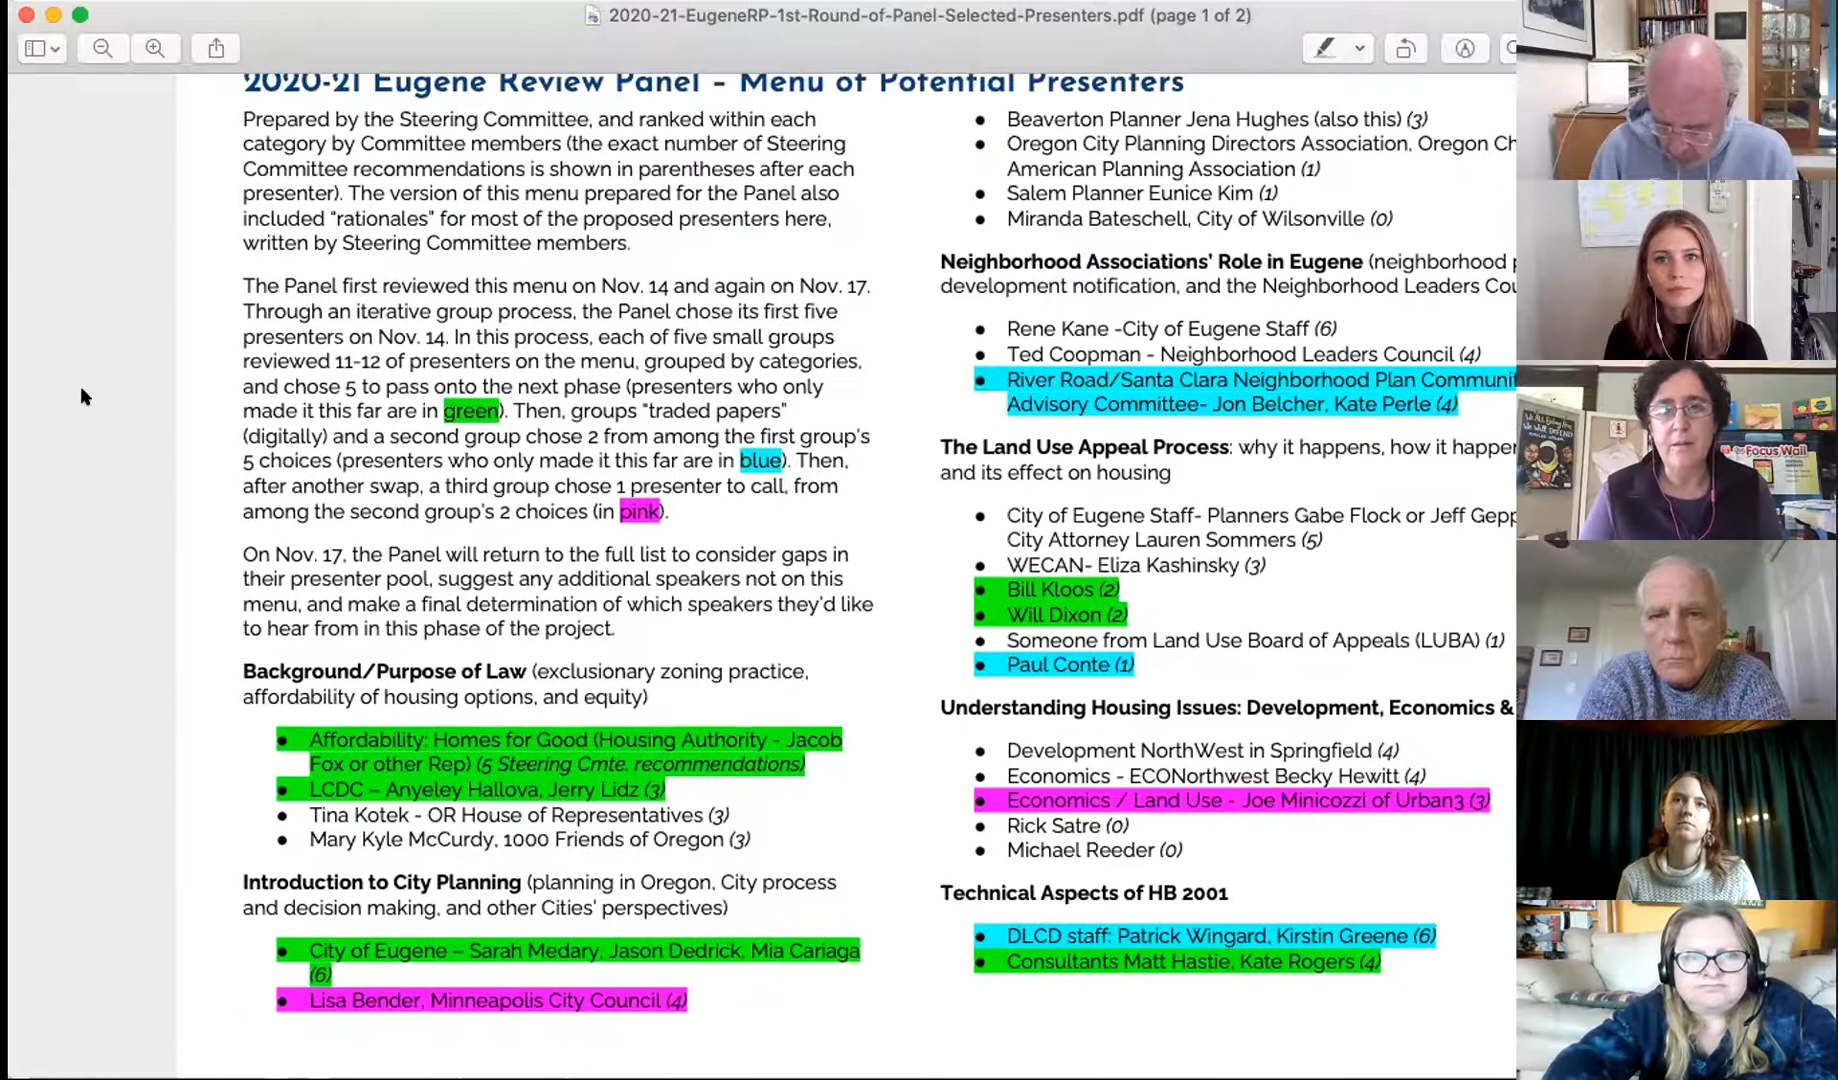 2020-21-EugeneRP-1st-Round-of-Panel-Selected-Presenters.pdf (page 1 of 2)
2020-21 Eugene Review Panel – Menu of Potential Presenters
Prepared by the Steering Committee, and ranked within each
category by Committee members (the exact number of Steering
Committee recommendations is shown in parentheses after each
presenter). The version of this menu prepared for the Panel also
included “rationales” for most of the proposed presenters here,
written by Steering Committee members.
The Panel first reviewed this menu on Nov. 14 and again on Nov. 17.
Through an iterative group process, the Panel chose its first five
presenters on Nov. 14. In this process, each of five small groups
reviewed 11-12 of presenters on the menu, grouped by categories,
and chose 5 to pass onto the next phase (presenters who only
made it this far are in green). Then, groups “traded papers”
(digitally) and a second group chose 2 from among the first group’s
5 choices (presenters who only made it this far are in blue). Then,
after another swap, a third group chose 1 presenter to call, from
among the second group’s 2 choices (in pink).
On Nov. 17, the Panel will return to the full list to consider gaps in
their presenter pool, suggest any additional speakers not on this
menu, and make a final determination of which speakers they’d like
to hear from in this phase of the project.
Background/Purpose of Law (exclusionary zoning practice,
affordability of housing options, and equity)
● Affordability: Homes for Good (Housing Authority - Jacob
Fox or other Rep) (5 Steering Cmte. recommendations)
● LCDC – Anyeley Hallova, Jerry Lidz (3)
● Tina Kotek - OR House of Representatives (3)
● Mary Kyle McCurdy, 1000 Friends of Oregon (3)
Introduction to City Planning (planning in Oregon, City process
and decision making, and other Cities’ perspectives)
● City of Eugene – Sarah Medary, Jason Dedrick, Mia Cariaga
(6)
● Lisa Bender, Minneapolis City Council (4)
● Beaverton Planner Jena Hughes (also this) (3)
● Oregon City Planning Directors Association, Oregon Ch
American Planning Association (1)
● Salem Planner Eunice Kim (1)
● Miranda Bateschell, City of Wilsonville (0)
Neighborhood Associations’ Role in Eugene (neighborhood p
development notification, and the Neighborhood Leaders Cou
● Rene Kane -City of Eugene Staff (6)
● Ted Coopman - Neighborhood Leaders Council (4)
● River Road/Santa Clara Neighborhood Plan Communit
Advisory Committee- Jon Belcher, Kate Perle (4)
The Land Use Appeal Process: why it happens, how it happen
and its effect on housing
● City of Eugene Staff- Planners Gabe Flock or Jeff Gepp
City Attorney Lauren Sommers (5)
● WECAN- Eliza Kashinsky (3)
● Bill Kloos (2)
● Will Dixon (2)
● Someone from Land Use Board of Appeals (LUBA) (1)
● Paul Conte (1)
Understanding Housing Issues: Development, Economics &
● Development NorthWest in Springfield (4)
● Economics - ECONorthwest Becky Hewitt (4)
● Economics / Land Use - Joe Minicozzi of Urban3 (3)
● Rick Satre (0)
● Michael Reeder (0)
Technical Aspects of HB 2001
● DLCD staff: Patrick Wingard, Kirstin Greene (6)
● Consultants Matt Hastie, Kate Rogers (4)
Focus Wall